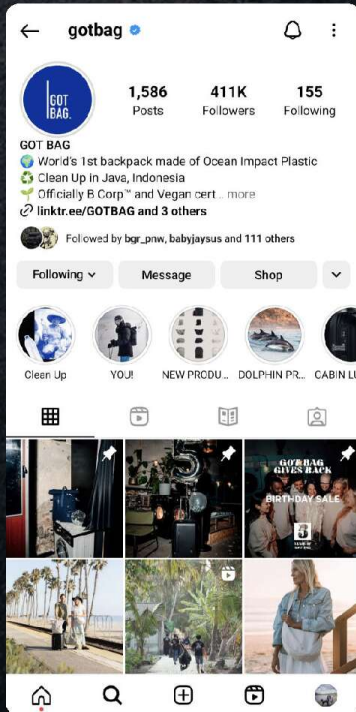 gotbag
GOT
BAG.
1,586
Posts
411K
Followers
155
Following
GOT BAG
World's 1st backpack made of Ocean Impact Plastic
Clean Up in Java, Indonesia
Officially B Corp™ and Vegan cert... more
linktr.ee/GOTBAG and 3 others
Followed by bgr_pnw, babyjaysus and 111 others
Following
Message
Shop
Clean Up
YOU!
NEW PRODU...
DOLPHIN PR...
CABIN LU
5
GOT BAG
GIVES BACK
BIRTHDAY SALE